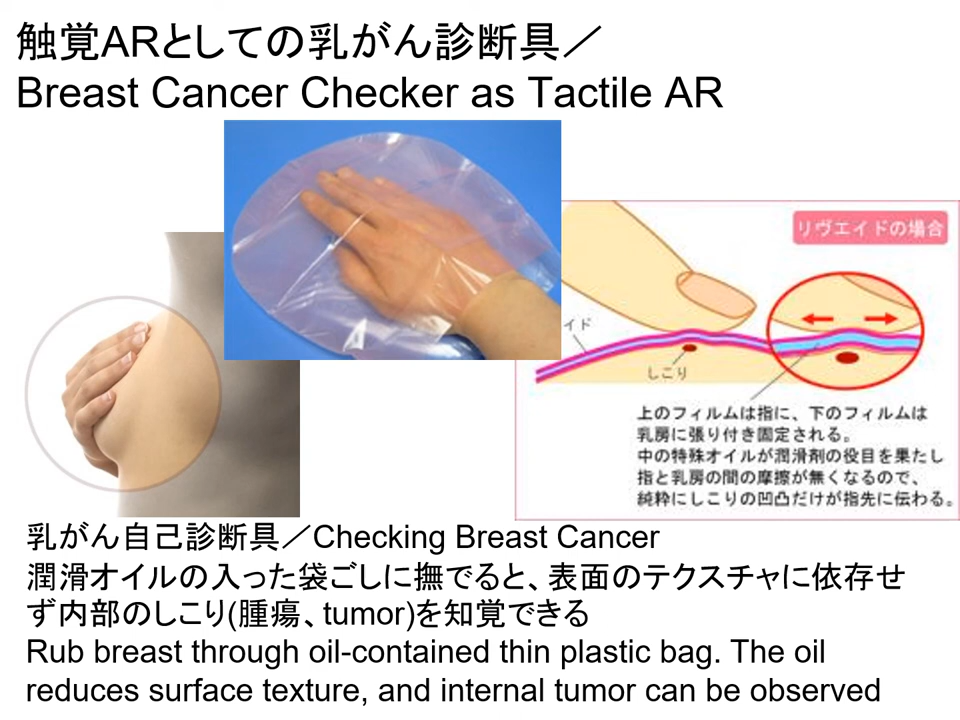 触覚ARとしての乳がん診断具／
Breast Cancer Checker as Tactile AR
リヴエイドの場合
イド
しこり
上のフィルムは指に、下のフィルムは
乳房に張り付き固定される。
中の特殊オイルが潤滑剤の役目を果たし
指と乳房の間の摩擦が無くなるので、
純粋にしこりの凹凸だけが指先に伝わる。
乳がん自己診断具／Checking Breast Cancer
潤滑オイルの入った袋ごしに撫でると、表面のテクスチャに依存せ
ず内部のしこり(腫瘍、tumor)を知覚できる
Rub breast through oil-contained thin plastic bag. The oil
reduces surface texture, and internal tumor can be observed